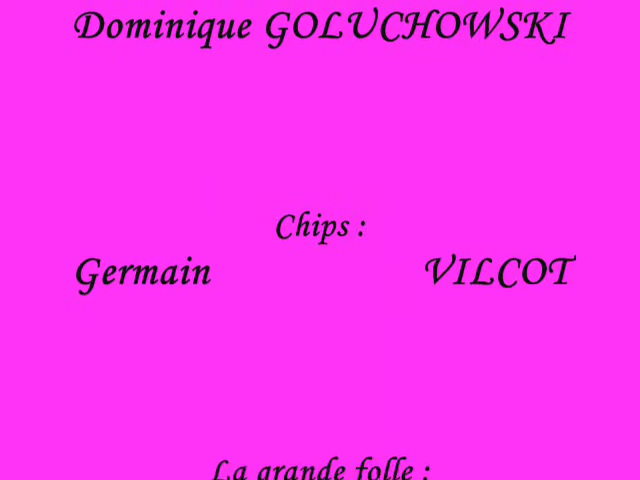 Dominique GOLUCHOWSKI
Chips :
Germain VILCOT
La grande folle :